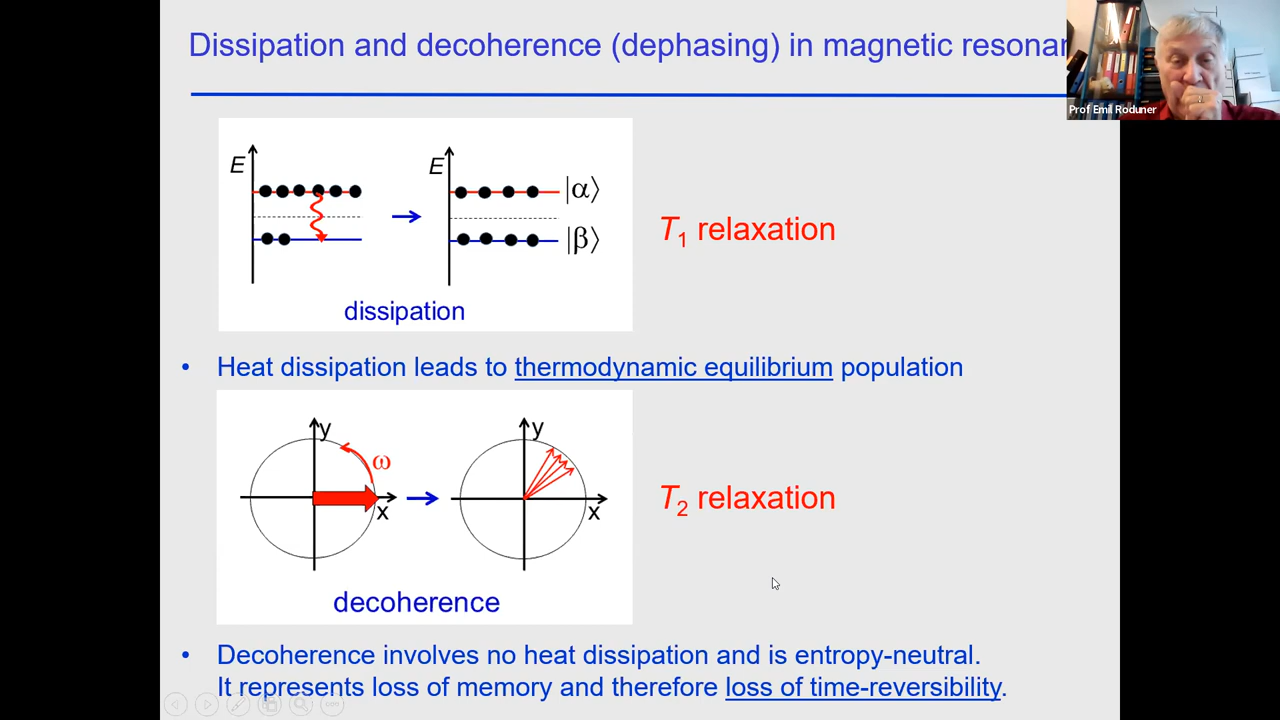 Dissipation and decoherence (dephasing) in magnetic resonan
Prof Emil Roduner
E
E
|α⟩
|β⟩
T₁ relaxation
dissipation
• Heat dissipation leads to thermodynamic equilibrium population
y
ω
x
y
x
T₂ relaxation
decoherence
• Decoherence involves no heat dissipation and is entropy-neutral.
It represents loss of memory and therefore loss of time-reversibility.